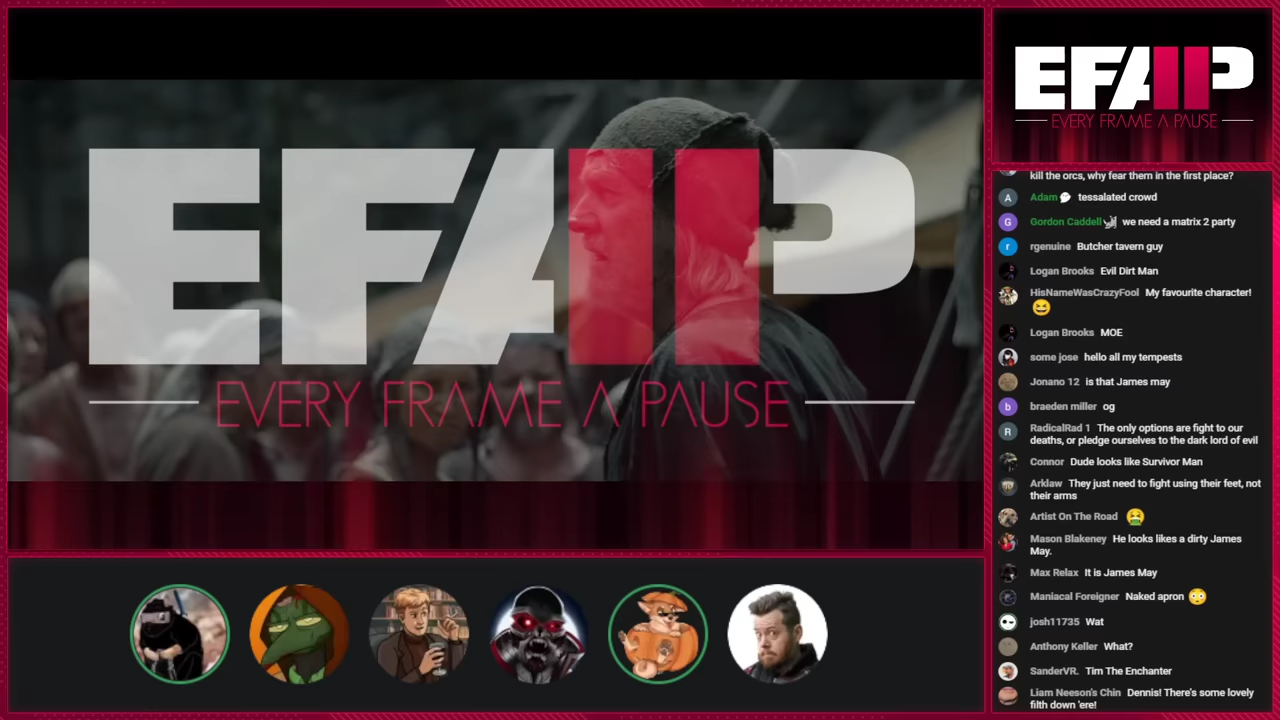 EFAP
EVERY FRAME A PAUSE
EFAP
EVERY FRAME A PAUSE
kill the orcs, why fear them in the first place?
A Adam tessalated crowd
G Gordon Caddell we need a matrix 2 party
r rgenuine Butcher tavern guy
Logan Brooks Evil Dirt Man
HisNameWasCrazyFool My favourite character!
😆
Logan Brooks MOE
some jose hello all my tempests
Jonano 12 is that James may
b braeden miller og
R RadicalRad 1 The only options are fight to our
deaths, or pledge ourselves to the dark lord of evil
Connor Dude looks like Survivor Man
Arklaw They just need to fight using their feet, not
their arms
Artist On The Road 🤮
Mason Blakeney He looks likes a dirty James
May.
Max Relax It is James May
Maniacal Foreigner Naked apron 😳
josh11735 Wat
Anthony Keller What?
SanderVR. Tim The Enchanter
Liam Neeson's Chin Dennis! There's some lovely
filth down 'ere!